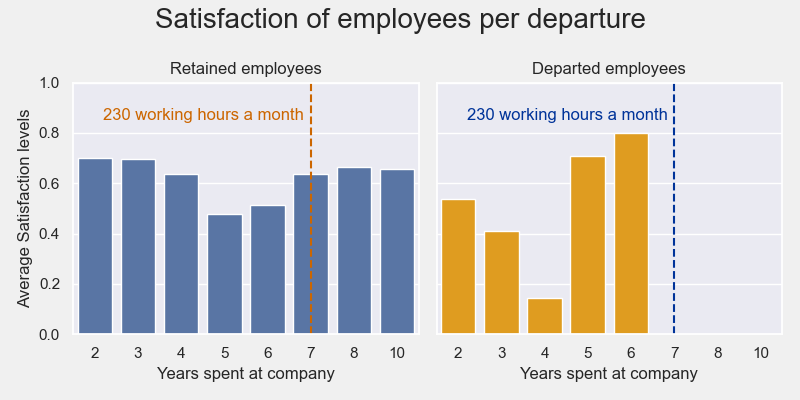 Satisfaction of employees per departure
Retained employees
Departed employees
Average Satisfaction levels
1.0
0.8
0.6
0.4
0.2
0.0
230 working hours a month
230 working hours a month
2 3 4 5 6 7 8 10
2 3 4 5 6 7 8 10
Years spent at company
Years spent at company